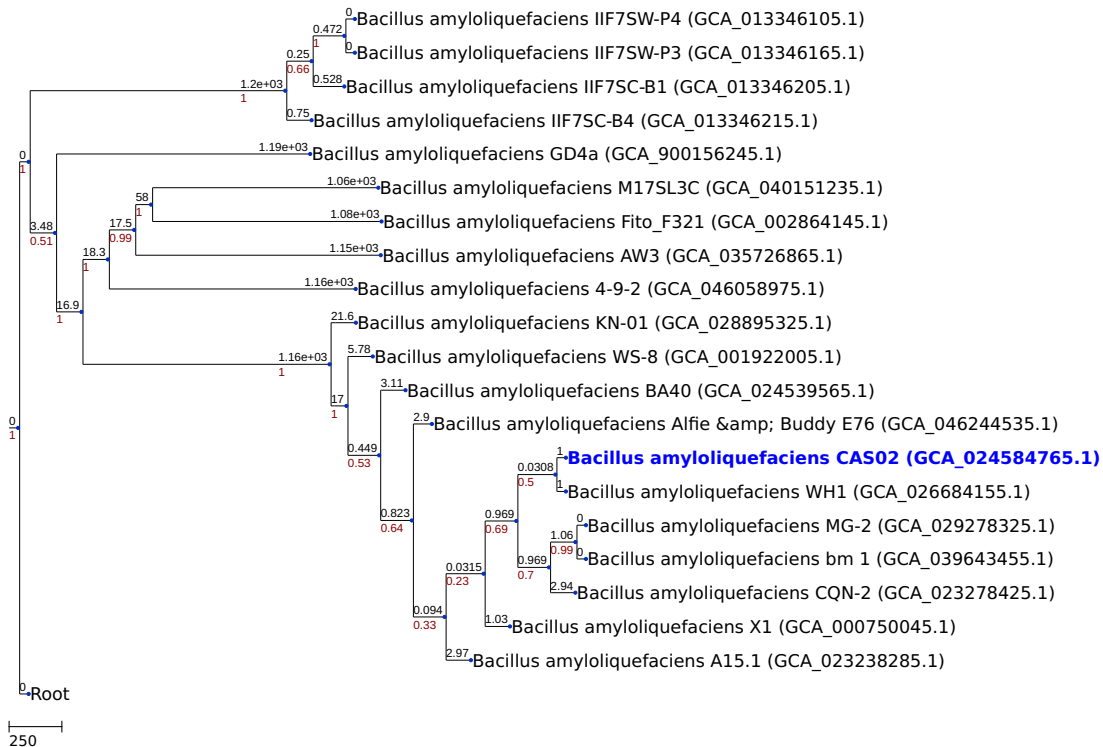 0
Bacillus amyloliquefaciens IIF7SW-P4 (GCA_013346105.1)
0.472
1
0
Bacillus amyloliquefaciens IIF7SW-P3 (GCA_013346165.1)
0.25
0.66
0.528
Bacillus amyloliquefaciens IIF7SC-B1 (GCA_013346205.1)
1.2e+03
1
0.75
Bacillus amyloliquefaciens IIF7SC-B4 (GCA_013346215.1)
0
1
1.19e+03
Bacillus amyloliquefaciens GD4a (GCA_900156245.1)
1.06e+03
Bacillus amyloliquefaciens M17SL3C (GCA_040151235.1)
58
1
1.08e+03
Bacillus amyloliquefaciens Fito_F321 (GCA_002864145.1)
3.48
0.51
17.5
0.99
1.15e+03
Bacillus amyloliquefaciens AW3 (GCA_035726865.1)
18.3
1
1.16e+03
Bacillus amyloliquefaciens 4-9-2 (GCA_046058975.1)
16.9
1
21.6
Bacillus amyloliquefaciens KN-01 (GCA_028895325.1)
1.16e+03
1
5.78
Bacillus amyloliquefaciens WS-8 (GCA_001922005.1)
17
1
3.11
Bacillus amyloliquefaciens BA40 (GCA_024539565.1)
0
1
2.9
Bacillus amyloliquefaciens Alfie &amp; Buddy E76 (GCA_046244535.1)
0.449
0.53
1
Bacillus amyloliquefaciens CAS02 (GCA_024584765.1)
0.0308
0.5
1
Bacillus amyloliquefaciens WH1 (GCA_026684155.1)
0.823
0.64
0.969
0.69
0
Bacillus amyloliquefaciens MG-2 (GCA_029278325.1)
1.06
0.99
0
Bacillus amyloliquefaciens bm 1 (GCA_039643455.1)
0.969
0.7
0.0315
0.23
2.94
Bacillus amyloliquefaciens CQN-2 (GCA_023278425.1)
0.094
0.33
1.03
Bacillus amyloliquefaciens X1 (GCA_000750045.1)
2.97
Bacillus amyloliquefaciens A15.1 (GCA_023238285.1)
0
Root
250